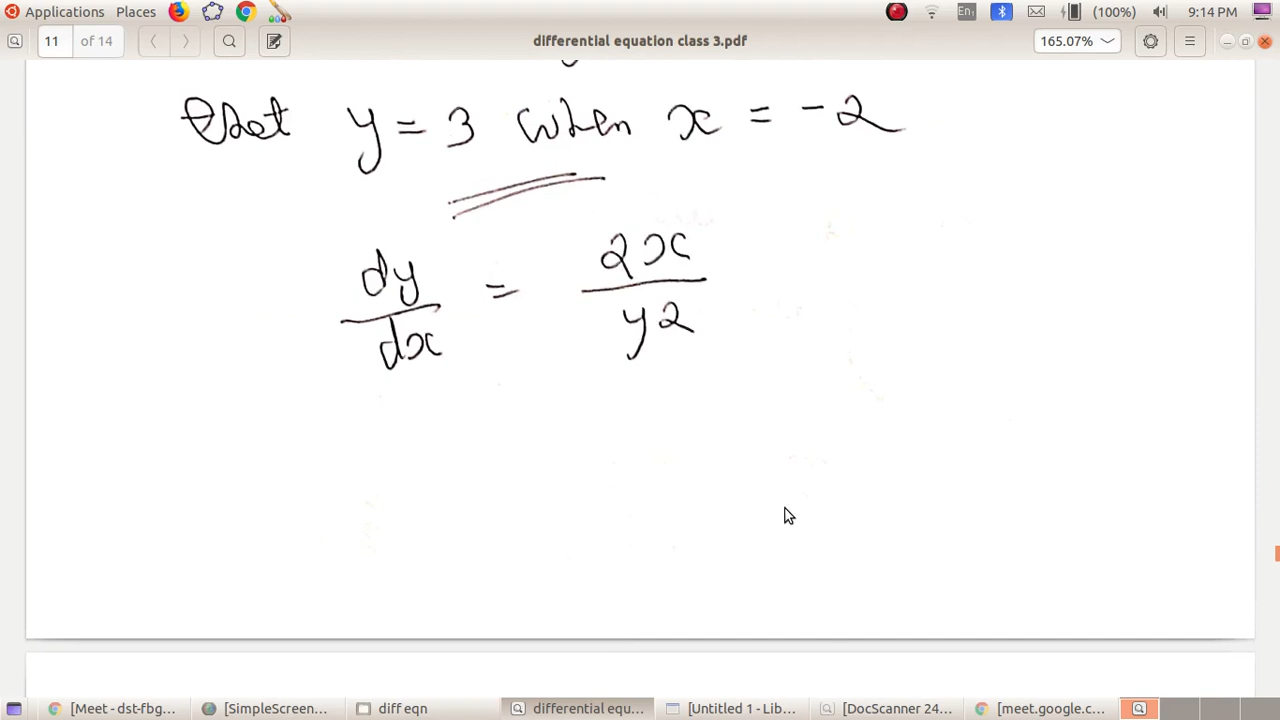 Applications Places En₁ (100%) 9:14 PM
11 of 14 differential equation class 3.pdf 165.07%
that y = 3 when x = -2
dy/dx = 2x/y2
[Meet - dst-fbg... [SimpleScreen... diff eqn differential equ... [Untitled 1 - Lib... [DocScanner 24... [meet.google.c...